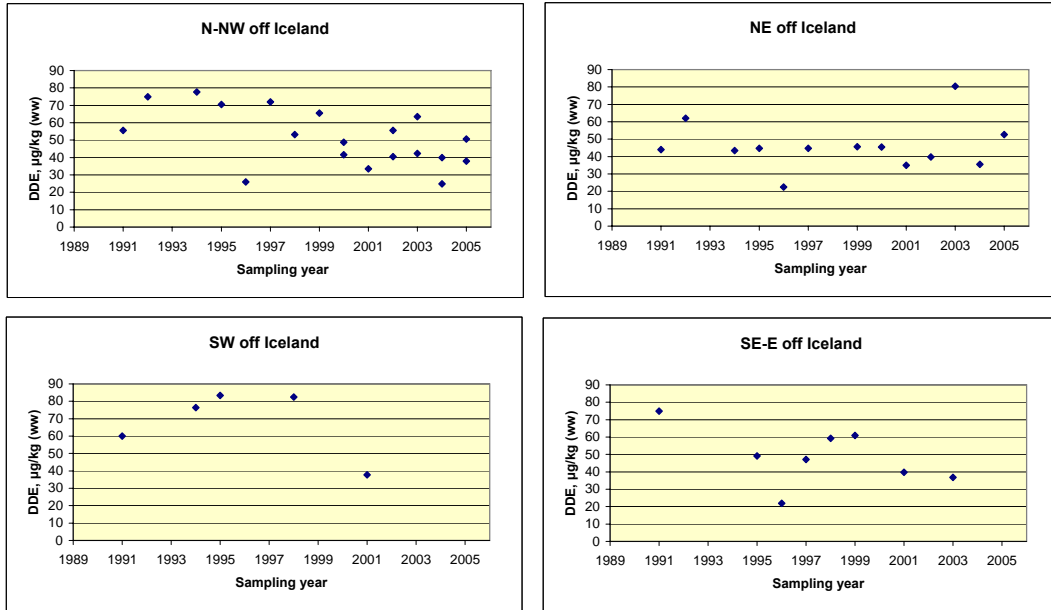 N-NW off Iceland
DDE, µg/kg (ww)
90
80
70
60
50
40
30
20
10
0
1989 1991 1993 1995 1997 1999 2001 2003 2005
Sampling year
NE off Iceland
DDE, µg/kg (ww)
90
80
70
60
50
40
30
20
10
0
1989 1991 1993 1995 1997 1999 2001 2003 2005
Sampling year
SW off Iceland
DDE, µg/kg (ww)
90
80
70
60
50
40
30
20
10
0
1989 1991 1993 1995 1997 1999 2001 2003 2005
Sampling year
SE-E off Iceland
DDE, µg/kg (ww)
90
80
70
60
50
40
30
20
10
0
1989 1991 1993 1995 1997 1999 2001 2003 2005
Sampling year